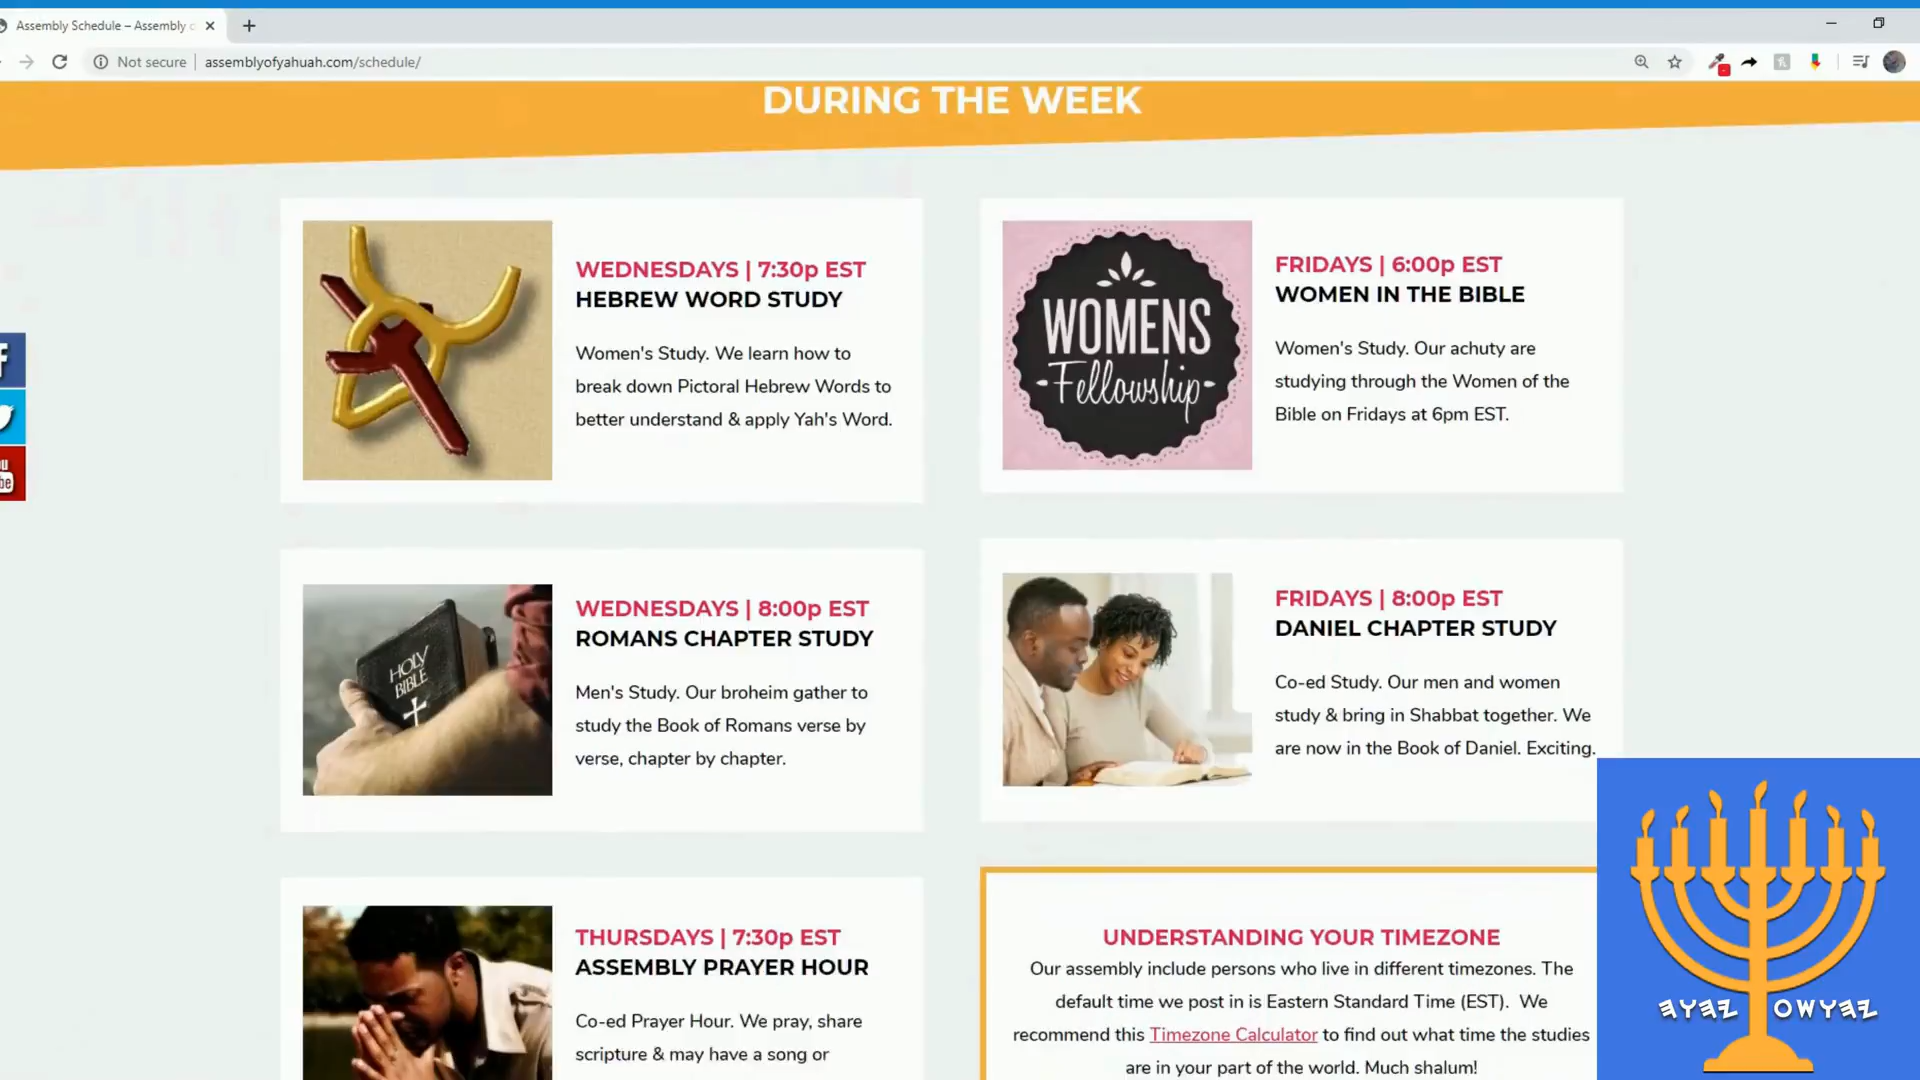 Assembly Schedule – Assembly
Not secure
assemblyofyahuah.com/schedule/
DURING THE WEEK
WEDNESDAYS | 7:30p EST
HEBREW WORD STUDY
Women's Study. We learn how to
break down Pictoral Hebrew Words to
better understand & apply Yah's Word.
WOMENS
Fellowship
FRIDAYS | 6:00p EST
WOMEN IN THE BIBLE
Women's Study. Our achuty are
studying through the Women of the
Bible on Fridays at 6pm EST.
HOLY
BIBLE
WEDNESDAYS | 8:00p EST
ROMANS CHAPTER STUDY
Men's Study. Our broheim gather to
study the Book of Romans verse by
verse, chapter by chapter.
FRIDAYS | 8:00p EST
DANIEL CHAPTER STUDY
Co-ed Study. Our men and women
study & bring in Shabbat together. We
are now in the Book of Daniel. Exciting.
THURSDAYS | 7:30p EST
ASSEMBLY PRAYER HOUR
Co-ed Prayer Hour. We pray, share
scripture & may have a song or
UNDERSTANDING YOUR TIMEZONE
Our assembly include persons who live in different timezones. The
default time we post in is Eastern Standard Time (EST). We
recommend this Timezone Calculator to find out what time the studies
are in your part of the world. Much shalum!